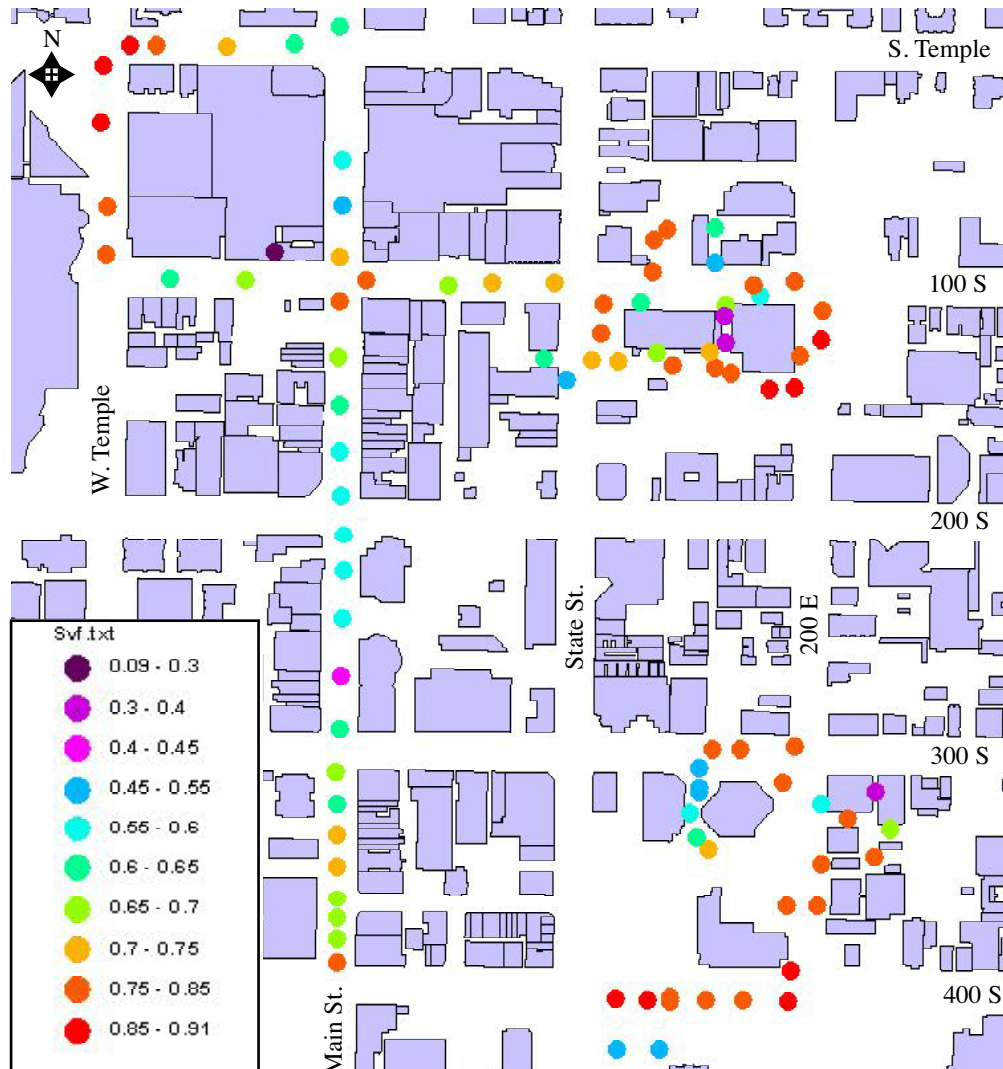 N
S. Temple
100 S
W. Temple
200 S
State St.
200 E
300 S
400 S
Main St.
Svf.txt
0.09 - 0.3
0.3 - 0.4
0.4 - 0.45
0.45 - 0.55
0.55 - 0.6
0.6 - 0.65
0.65 - 0.7
0.7 - 0.75
0.75 - 0.85
0.85 - 0.91